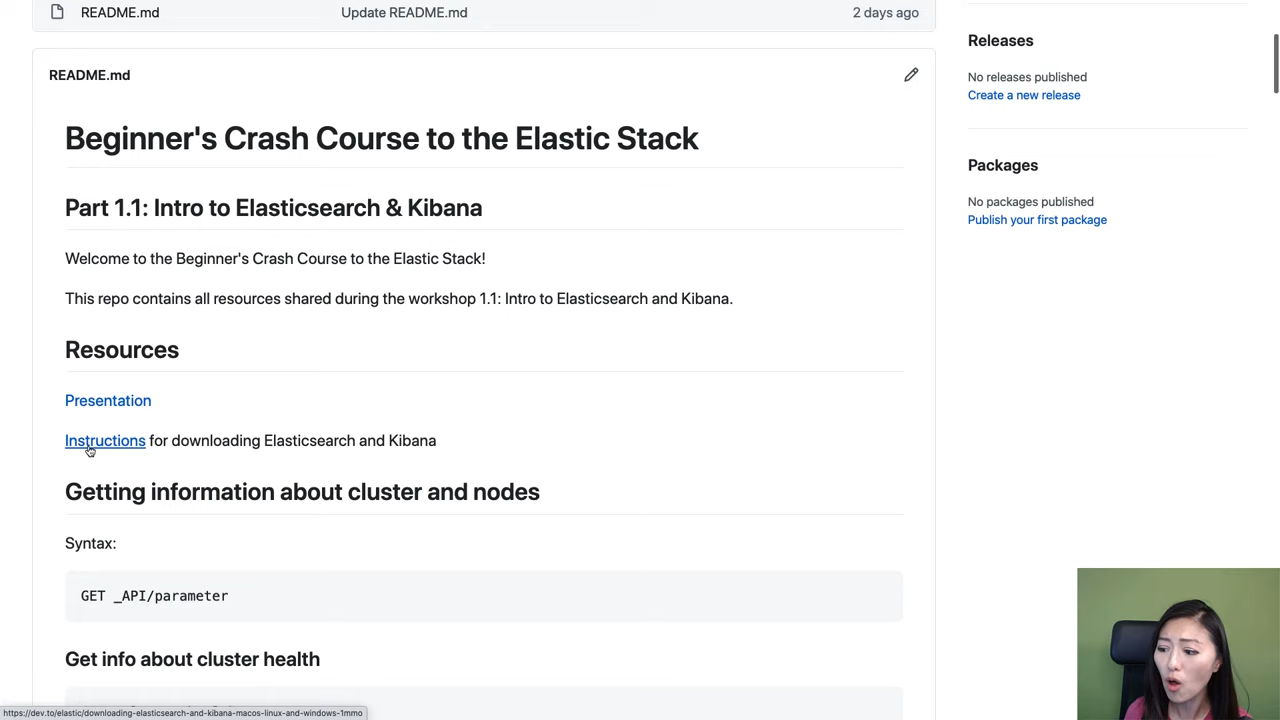 README.md
Update README.md
2 days ago
README.md
Beginner's Crash Course to the Elastic Stack
Part 1.1: Intro to Elasticsearch & Kibana
Welcome to the Beginner's Crash Course to the Elastic Stack!
This repo contains all resources shared during the workshop 1.1: Intro to Elasticsearch and Kibana.
Resources
Presentation
Instructions for downloading Elasticsearch and Kibana
Getting information about cluster and nodes
Syntax:
GET _API/parameter
Get info about cluster health
Releases
No releases published
Create a new release
Packages
No packages published
Publish your first package
https://dev.to/elastic/downloading-elasticsearch-and-kibana-macos-linux-and-windows-1mmo